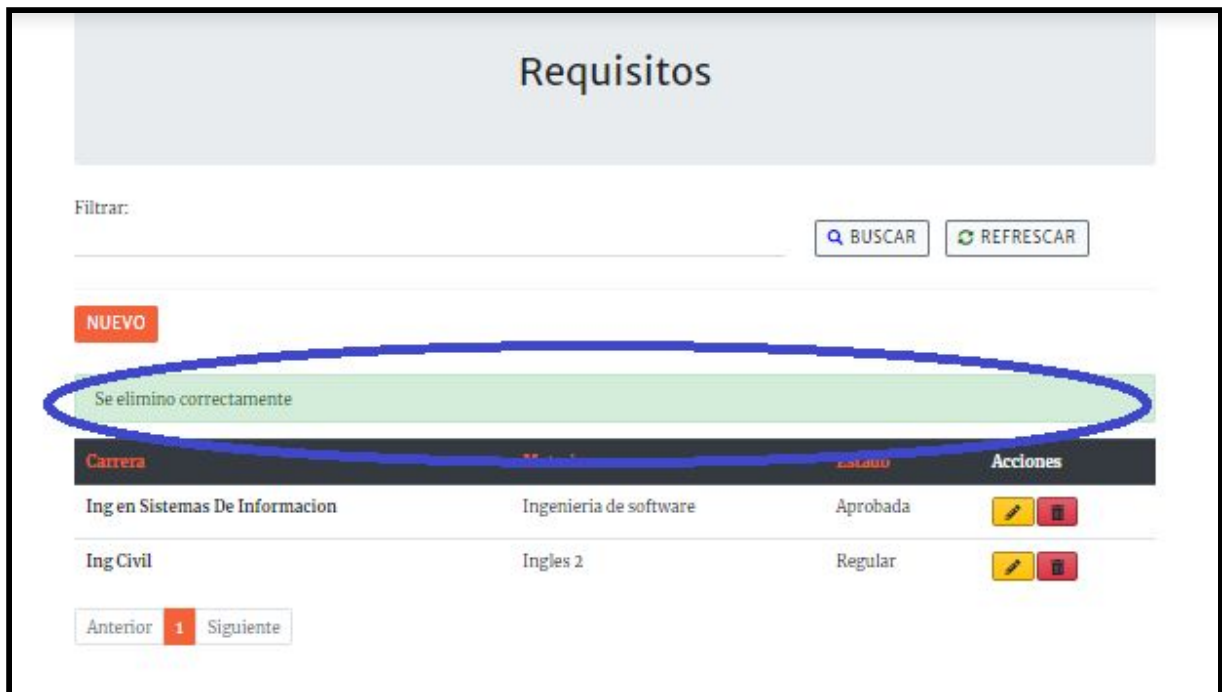 Requisitos
Filtrar:
BUSCAR REFRESCAR
NUEVO
Se elimino correctamente
Carrera Estado Acciones
Ing en Sistemas De Informacion Ingenieria de software Aprobada
Ing Civil Ingles 2 Regular
Anterior 1 Siguiente